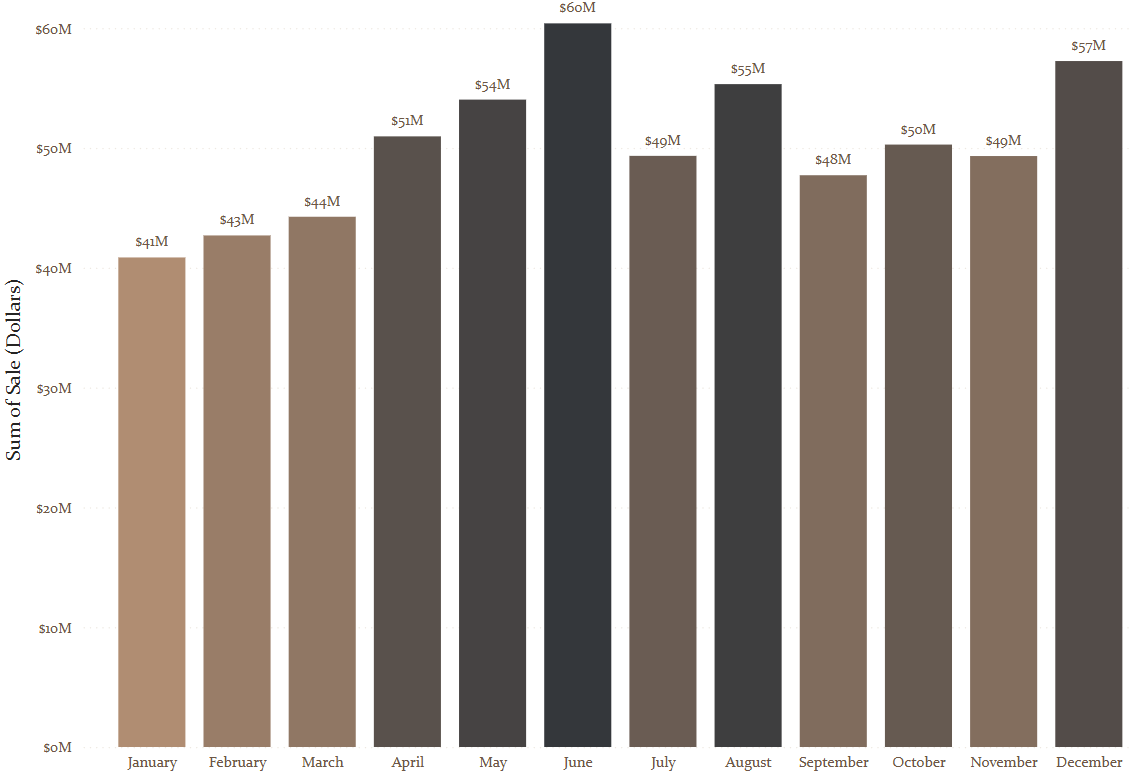 $60M
$60M
$57M
$55M
$54M
$51M
$50M
$50M
$49M
$49M
$48M
$44M
$43M
$41M
$40M
Sum of Sale (Dollars)
$30M
$20M
$10M
$0M
January February March April May June July August September October November December